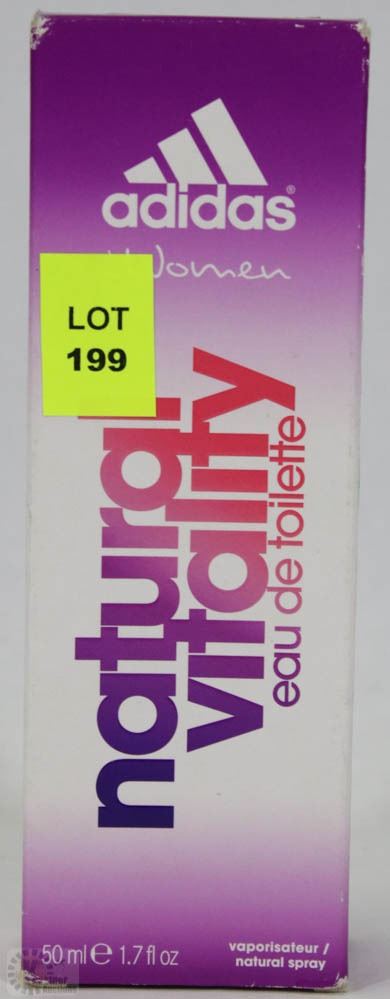 adidas®
Women
LOT
199
natural
vitality
eau de toilette
50 ml e 1.7 fl oz
vaporisateur /
natural spray